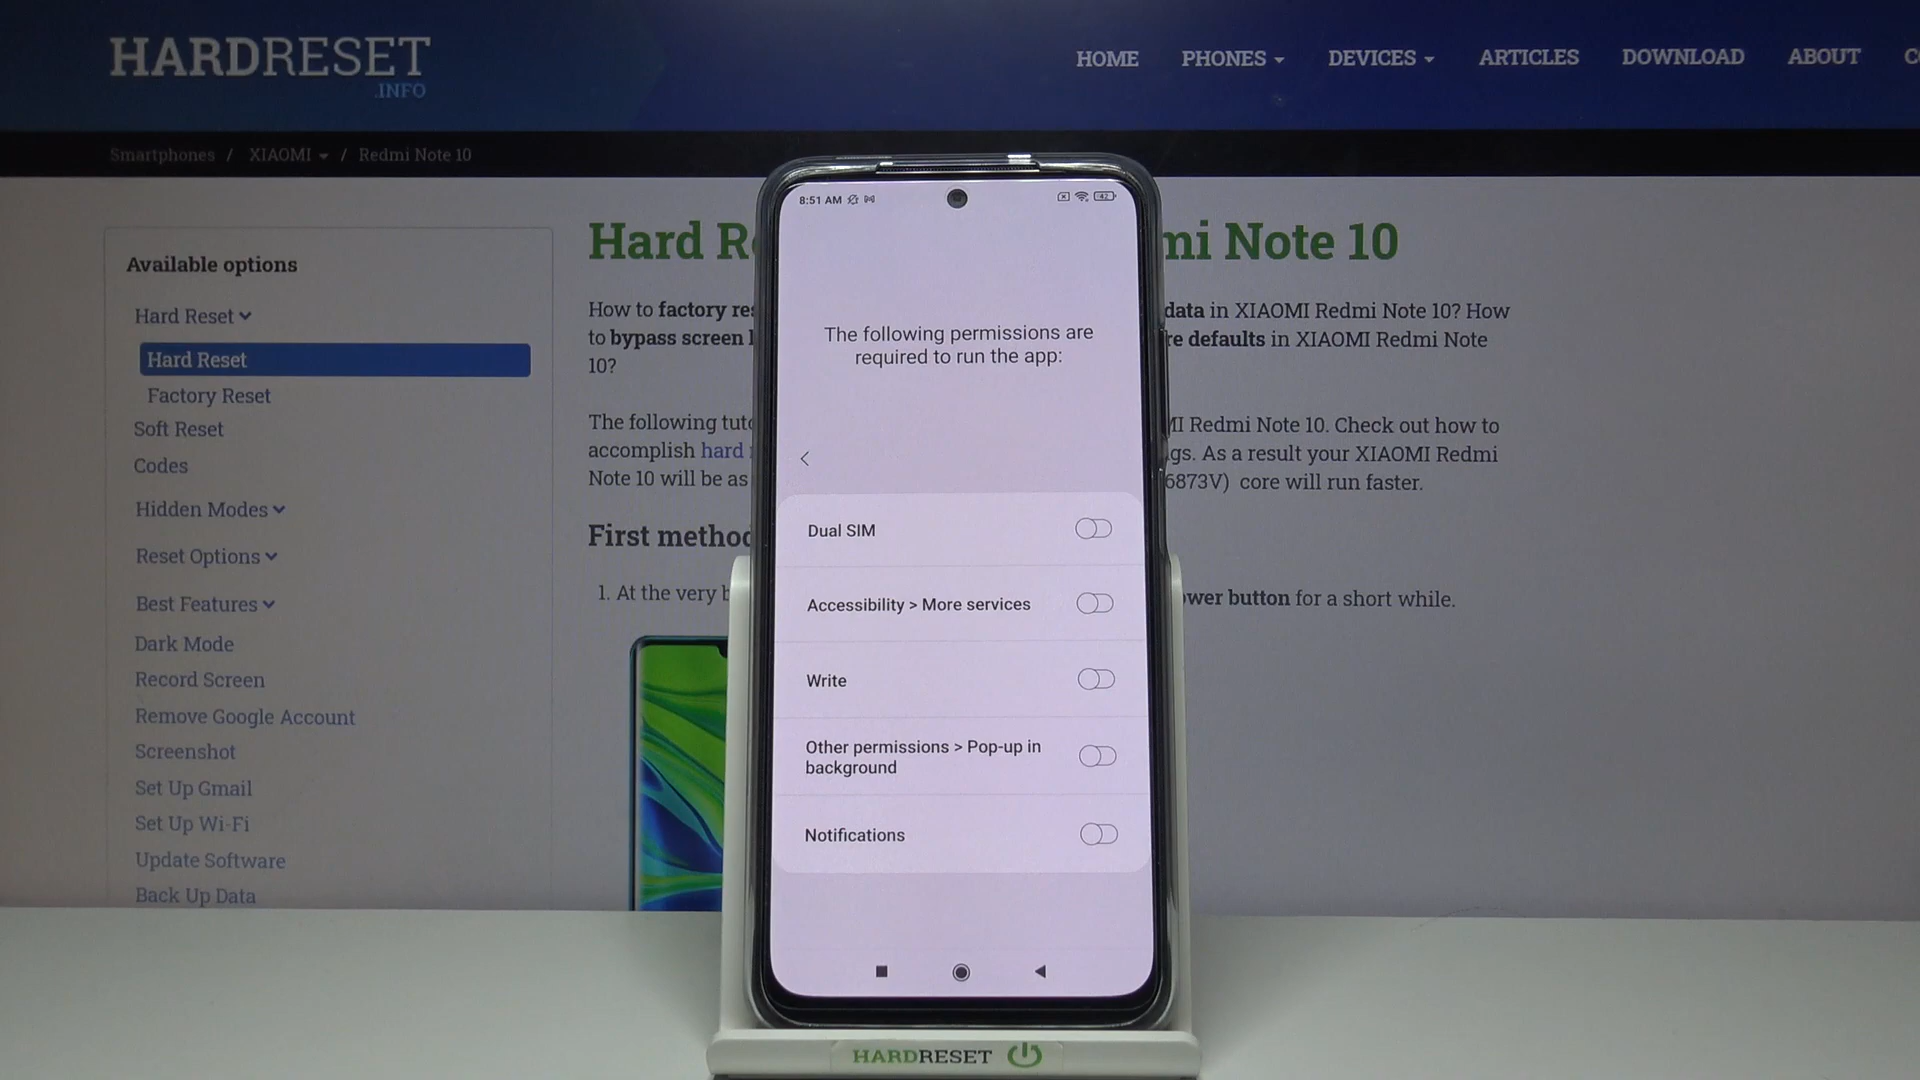 HARDRESET
.INFO
HOME PHONES DEVICES ARTICLES DOWNLOAD ABOUT
Smartphones / XIAOMI / Redmi Note 10
Available options
Hard Reset
Hard Reset
Factory Reset
Soft Reset
Codes
Hidden Modes
Reset Options
Best Features
Dark Mode
Record Screen
Remove Google Account
Screenshot
Set Up Gmail
Set Up Wi-Fi
Update Software
Back Up Data
Hard Note 10
How to factory data in XIAOMI Redmi Note 10? How
to bypass screen defaults in XIAOMI Redmi Note
10?
The following Redmi Note 10. Check out how to
accomplish hard As a result your XIAOMI Redmi
Note 10 will be as 6873V) core will run faster.
First method
1. At the very button for a short while.
8:51 AM 42
The following permissions are
required to run the app:
Dual SIM
Accessibility > More services
Write
Other permissions > Pop-up in
background
Notifications
HARDRESET